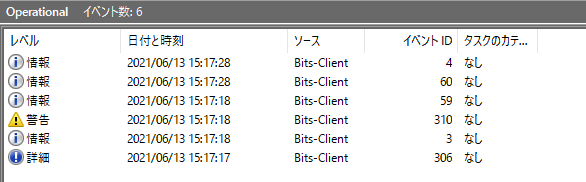 Operational イベント数: 6
レベル 日付と時刻 ソース イベント ID タスクのカテ...
情報 2021/06/13 15:17:28 Bits-Client 4 なし
情報 2021/06/13 15:17:28 Bits-Client 60 なし
情報 2021/06/13 15:17:18 Bits-Client 59 なし
警告 2021/06/13 15:17:18 Bits-Client 310 なし
情報 2021/06/13 15:17:18 Bits-Client 3 なし
詳細 2021/06/13 15:17:17 Bits-Client 306 なし